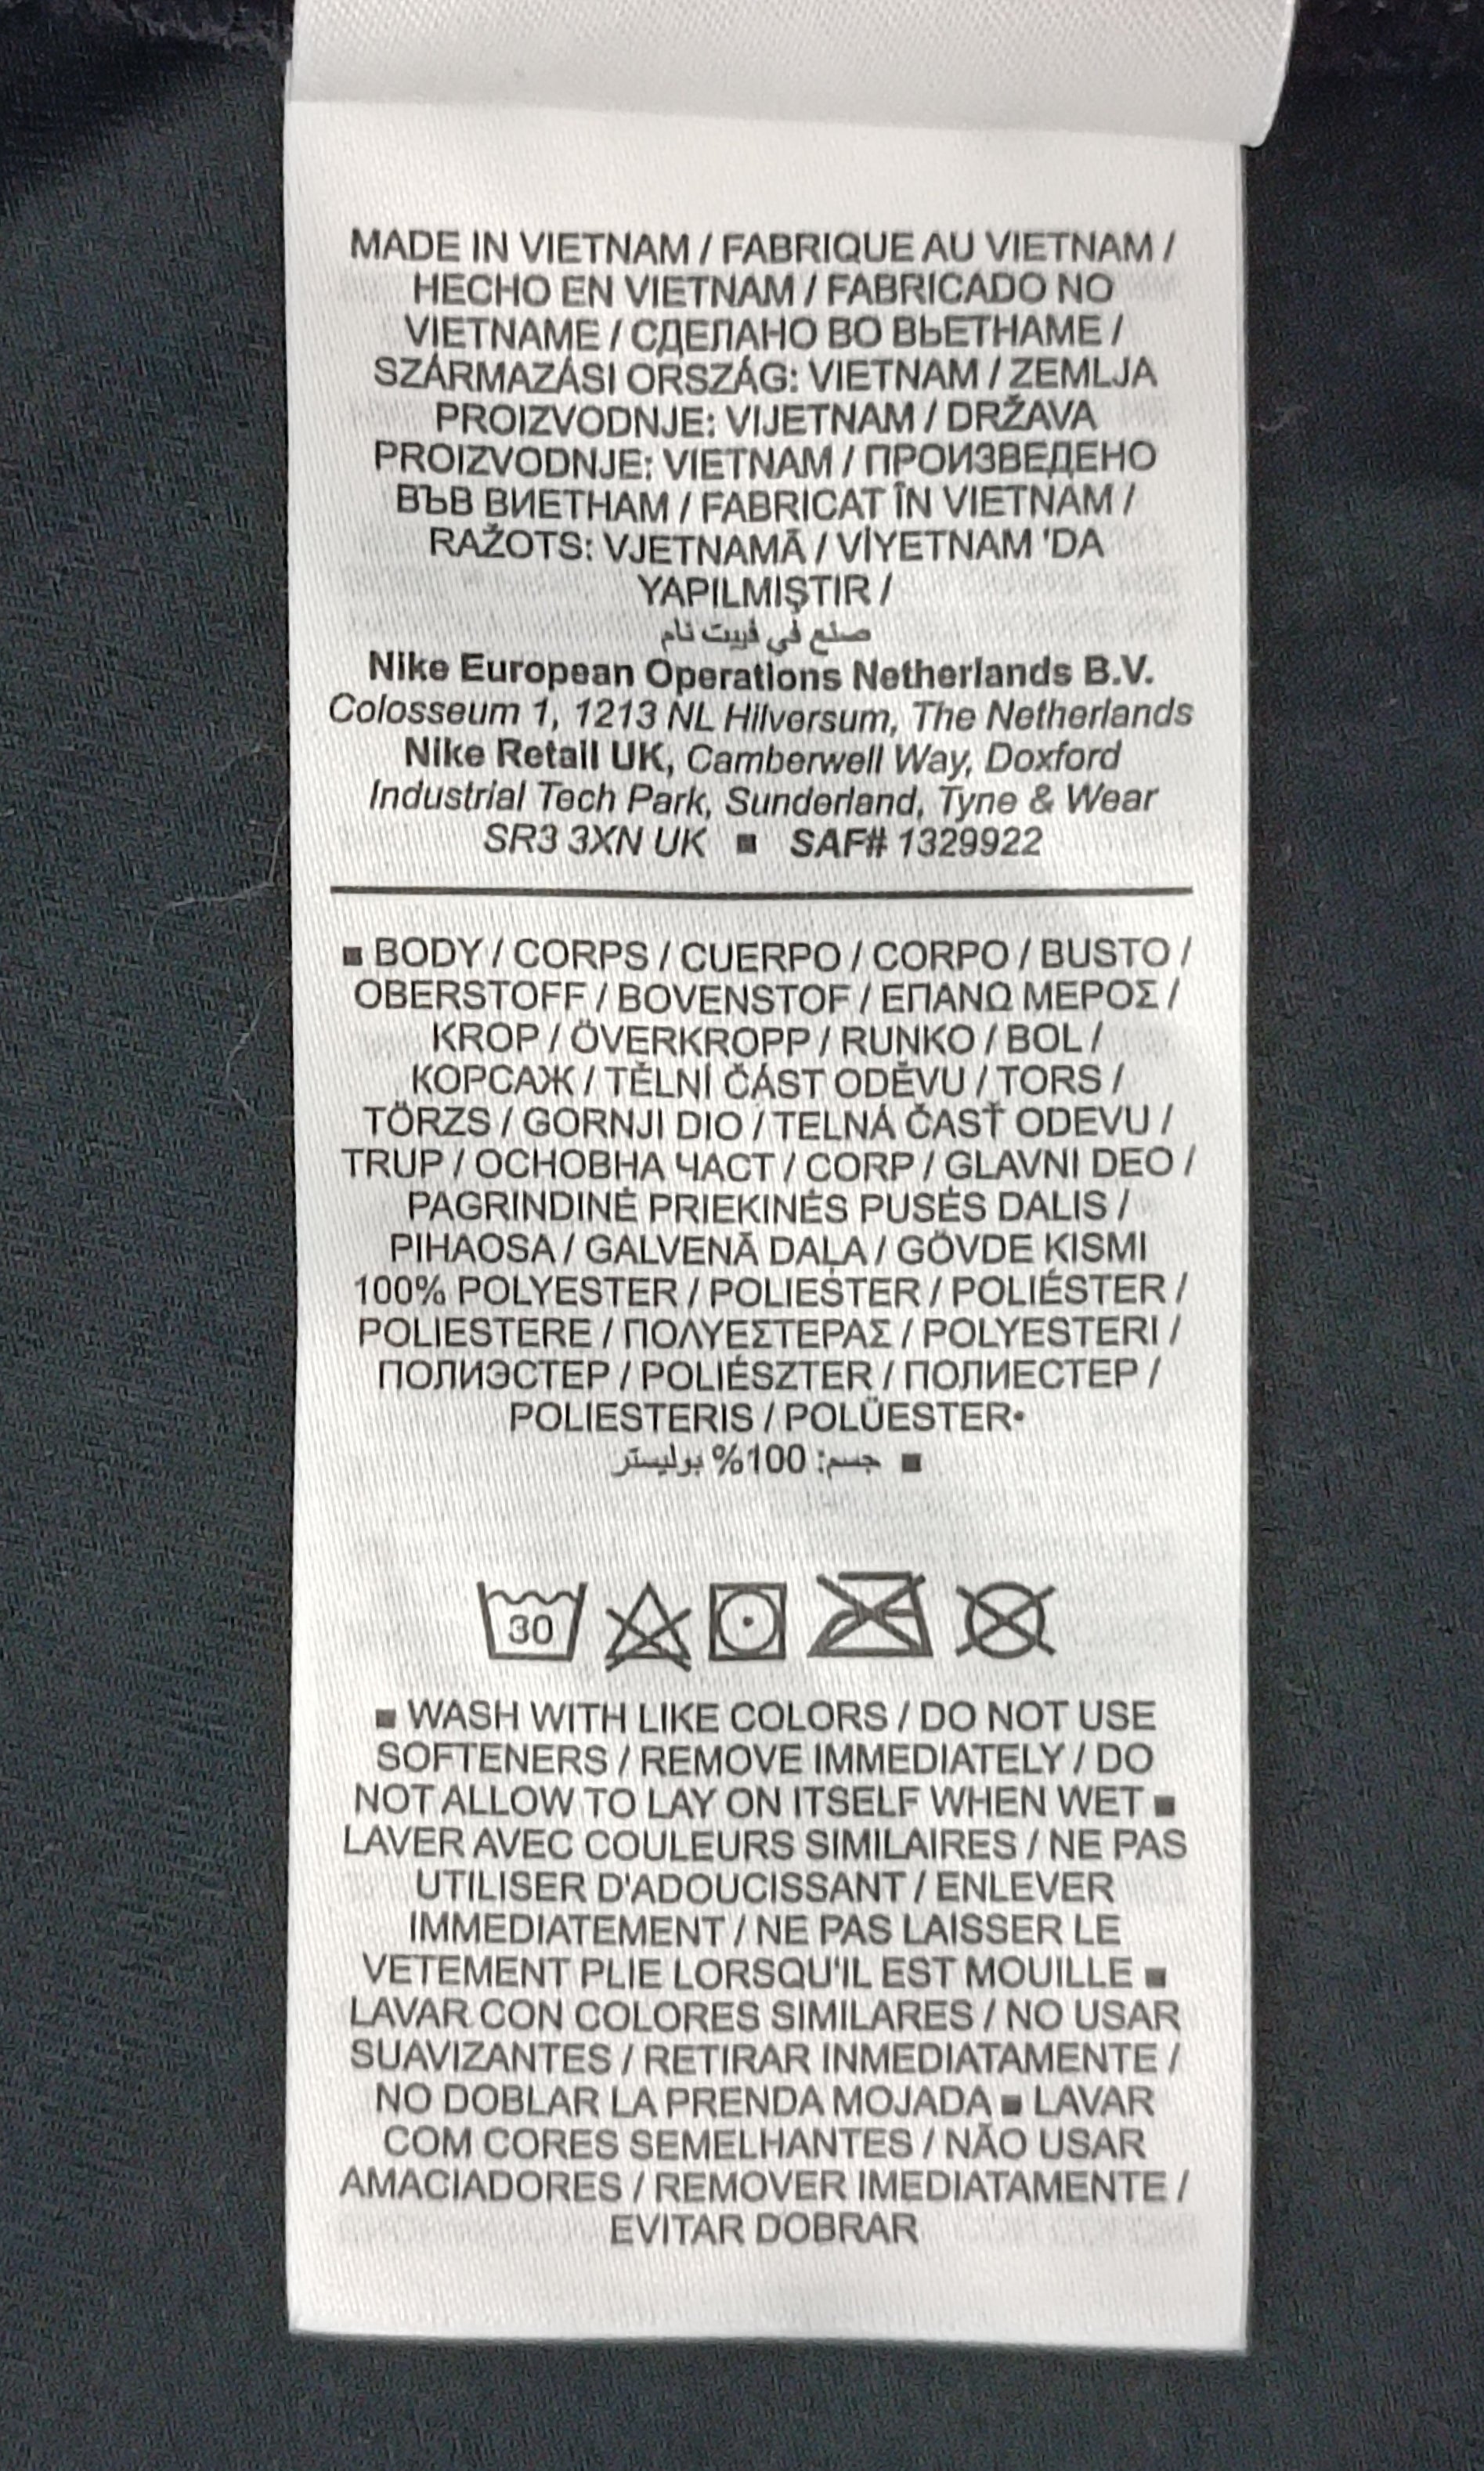 MADE IN VIETNAM / FABRIQUE AU VIETNAM /
HECHO EN VIETNAM / FABRICADO NO
VIETNAME / СДЕЛАНО ВО ВЬЕТНАМЕ /
SZÁRMAZÁSI ORSZÁG: VIETNAM / ZEMLJA
PROIZVODNJE: VIJETNAM / DRŽAVA
PROIZVODNJE: VIETNAM / ПРОИЗВЕДЕНО
ВЪВ ВИЕТНАМ / FABRICAT ÎN VIETNAM /
RAŽOTS: VJETNAMĀ / VİYETNAM 'DA
YAPILMIŞTIR /
صنع في فييت نام
Nike European Operations Netherlands B.V.
Colosseum 1, 1213 NL Hilversum, The Netherlands
Nike Retail UK, Camberwell Way, Doxford
Industrial Tech Park, Sunderland, Tyne & Wear
SR3 3XN UK ■ SAF# 1329922
■ BODY / CORPS / CUERPO / CORPO / BUSTO /
OBERSTOFF / BOVENSTOF / ΕΠΑΝΩ ΜΕΡΟΣ /
KROP / ÖVERKROPP / RUNKO / BOL /
КОРСАЖ / TĚLNÍ ČÁST ODĚVU / TORS /
TÖRZS / GORNJI DIO / TELNÁ ČASŤ ODEVU /
TRUP / ОСНОВНА ЧАСТ / CORP / GLAVNI DEO /
PAGRINDINĖ PRIEKINĖS PUSĖS DALIS /
PIHAOSA / GALVENĀ DAĻA / GÖVDE KISMI
100% POLYESTER / POLIESTER / POLIÉSTER /
POLIESTERE / ΠΟΛΥΕΣΤΕΡΑΣ / POLYESTERI /
ПОЛИЭСТЕР / POLIÉSZTER / ПОЛИЕСТЕР /
POLIESTERIS / POLÜESTER•
■ جسم: 100% بوليستر
30
■ WASH WITH LIKE COLORS / DO NOT USE
SOFTENERS / REMOVE IMMEDIATELY / DO
NOT ALLOW TO LAY ON ITSELF WHEN WET ■
LAVER AVEC COULEURS SIMILAIRES / NE PAS
UTILISER D'ADOUCISSANT / ENLEVER
IMMEDIATEMENT / NE PAS LAISSER LE
VETEMENT PLIE LORSQU'IL EST MOUILLE ■
LAVAR CON COLORES SIMILARES / NO USAR
SUAVIZANTES / RETIRAR INMEDIATAMENTE /
NO DOBLAR LA PRENDA MOJADA ■ LAVAR
COM CORES SEMELHANTES / NÃO USAR
AMACIADORES / REMOVER IMEDIATAMENTE /
EVITAR DOBRAR